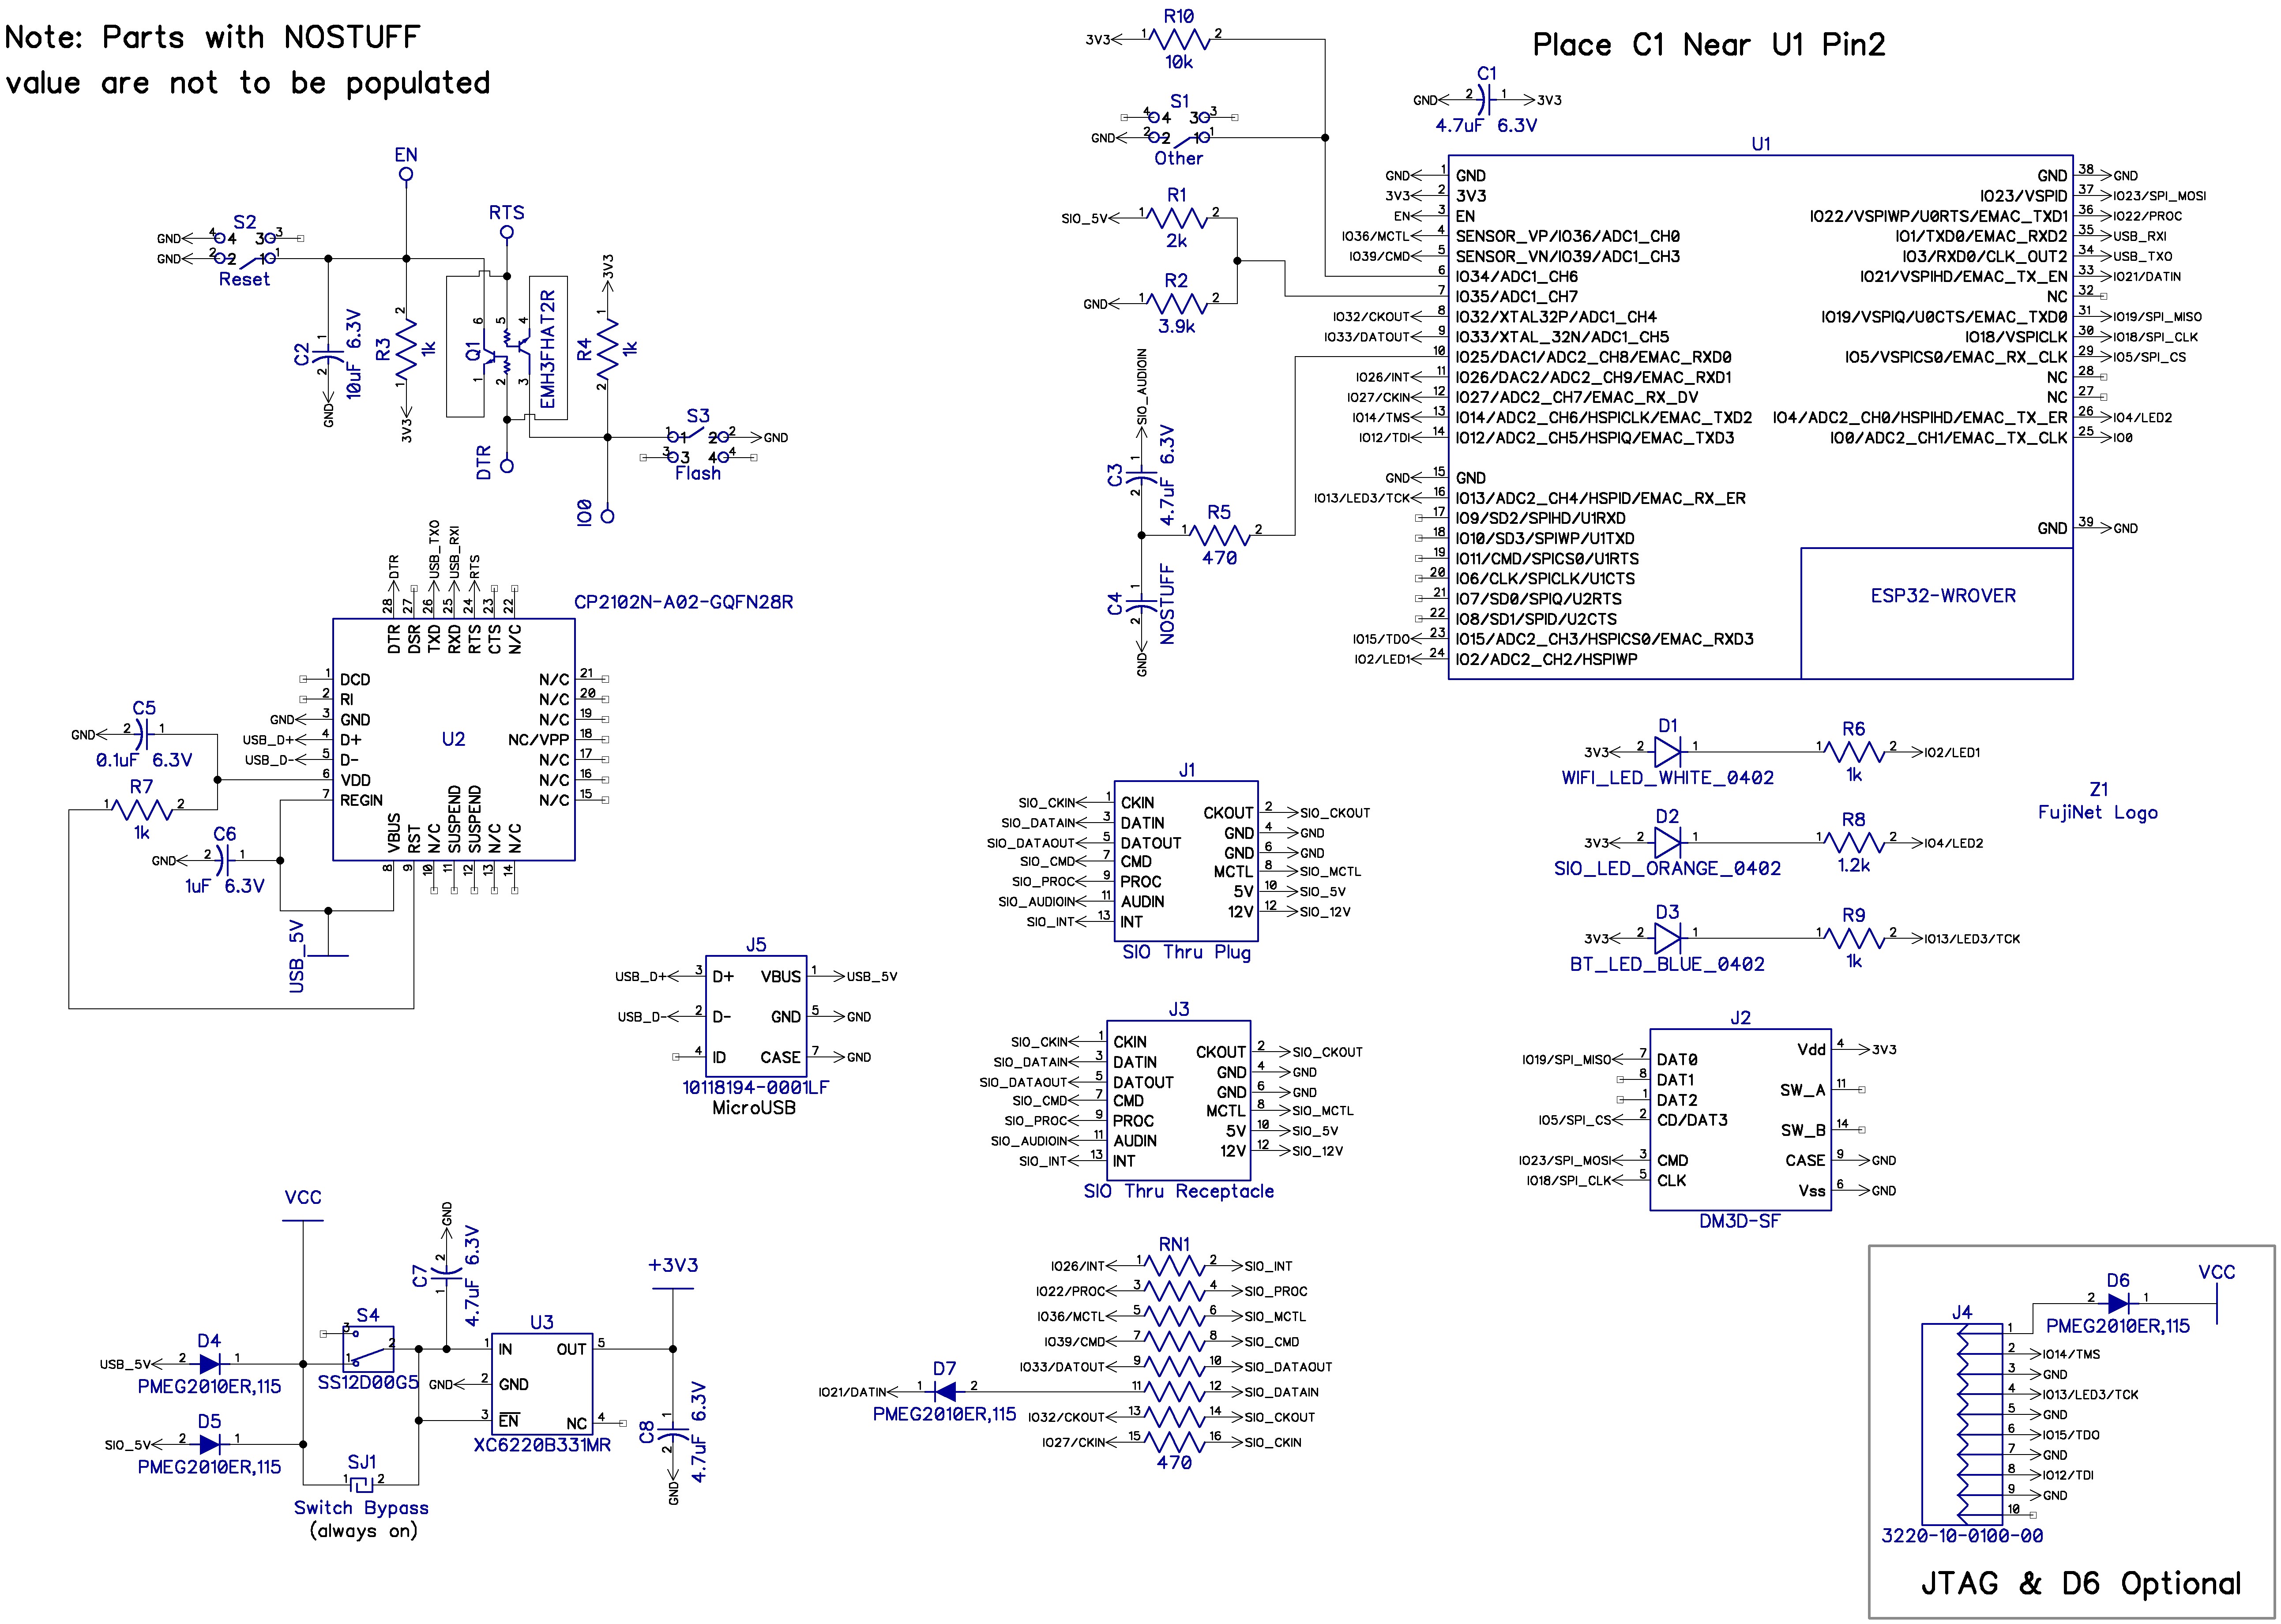 Note: Parts with NOSTUFF
value are not to be populated
EN
S2
GND 4 4 3 3
GND 2 2 1 1
Reset
RTS
3V3
C2
1
2
10uF 6.3V
GND
R3
2
1
1k
3V3
Q1
6 5 4
1 2 3
EMH3FHAT2R
R4
1
2
1k
DTR
S3
1 1 2 2 GND
3 3 4 4
Flash
IO0
R10
3V3 1 2
10k
S1
4 4 3 3
GND 2 2 1 1
Other
R1
SIO_5V 1 2
2k
R2
GND 1 2
3.9k
SIO_AUDIOIN
C3
1
2
4.7uF 6.3V
R5
1 2
470
C4
1
2
NOSTUFF
GND
Place C1 Near U1 Pin2
C1
GND 2 1 3V3
4.7uF 6.3V
U1
GND 1 GND
3V3 2 3V3
EN 3 EN
IO36/MCTL 4 SENSOR_VP/IO36/ADC1_CH0
IO39/CMD 5 SENSOR_VN/IO39/ADC1_CH3
6 IO34/ADC1_CH6
7 IO35/ADC1_CH7
IO32/CKOUT 8 IO32/XTAL32P/ADC1_CH4
IO33/DATOUT 9 IO33/XTAL_32N/ADC1_CH5
10 IO25/DAC1/ADC2_CH8/EMAC_RXD0
IO26/INT 11 IO26/DAC2/ADC2_CH9/EMAC_RXD1
IO27/CKIN 12 IO27/ADC2_CH7/EMAC_RX_DV
IO14/TMS 13 IO14/ADC2_CH6/HSPICLK/EMAC_TXD2
IO12/TDI 14 IO12/ADC2_CH5/HSPIQ/EMAC_TXD3
GND 15 GND
IO13/LED3/TCK 16 IO13/ADC2_CH4/HSPID/EMAC_RX_ER
17 IO9/SD2/SPIHD/U1RXD
18 IO10/SD3/SPIWP/U1TXD
19 IO11/CMD/SPICS0/U1RTS
20 IO6/CLK/SPICLK/U1CTS
21 IO7/SD0/SPIQ/U2RTS
22 IO8/SD1/SPID/U2CTS
IO15/TDO 23 IO15/ADC2_CH3/HSPICS0/EMAC_RXD3
IO2/LED1 24 IO2/ADC2_CH2/HSPIWP
GND 38 GND
IO23/VSPID 37 IO23/SPI_MOSI
IO22/VSPIWP/U0RTS/EMAC_TXD1 36 IO22/PROC
IO1/TXD0/EMAC_RXD2 35 USB_RXI
IO3/RXD0/CLK_OUT2 34 USB_TXO
IO21/VSPIHD/EMAC_TX_EN 33 IO21/DATIN
NC 32
IO19/VSPIQ/U0CTS/EMAC_TXD0 31 IO19/SPI_MISO
IO18/VSPICLK 30 IO18/SPI_CLK
IO5/VSPICS0/EMAC_RX_CLK 29 IO5/SPI_CS
NC 28
NC 27
IO4/ADC2_CH0/HSPIHD/EMAC_TX_ER 26 IO4/LED2
IO0/ADC2_CH1/EMAC_TX_CLK 25 IO0
GND 39 GND
ESP32-WROVER
DTR USB_TXO USB_RXI RTS
28 27 26 25 24 23 22
DTR DSR TXD RXD RTS CTS N/C
CP2102N-A02-GQFN28R
1 DCD
2 RI
GND 3 GND
USB_D+ 4 D+
USB_D- 5 D-
6 VDD
7 REGIN
U2
N/C 21
N/C 20
N/C 19
NC/VPP 18
N/C 17
N/C 16
N/C 15
VBUS RST N/C SUSPEND SUSPEND N/C N/C
8 9 10 11 12 13 14
C5
GND 2 1
0.1uF 6.3V
R7
1 2
1k
C6
GND 2 1
1uF 6.3V
USB_5V
J5
USB_D+ 3 D+ VBUS 1 USB_5V
USB_D- 2 D- GND 5 GND
4 ID CASE 7 GND
10118194-0001LF
MicroUSB
J1
SIO_CKIN 1 CKIN
SIO_DATAIN 3 DATIN
SIO_DATAOUT 5 DATOUT
SIO_CMD 7 CMD
SIO_PROC 9 PROC
SIO_AUDIOIN 11 AUDIN
SIO_INT 13 INT
CKOUT 2 SIO_CKOUT
GND 4 GND
GND 6 GND
MCTL 8 SIO_MCTL
5V 10 SIO_5V
12V 12 SIO_12V
SIO Thru Plug
J3
SIO_CKIN 1 CKIN
SIO_DATAIN 3 DATIN
SIO_DATAOUT 5 DATOUT
SIO_CMD 7 CMD
SIO_PROC 9 PROC
SIO_AUDIOIN 11 AUDIN
SIO_INT 13 INT
CKOUT 2 SIO_CKOUT
GND 4 GND
GND 6 GND
MCTL 8 SIO_MCTL
5V 10 SIO_5V
12V 12 SIO_12V
SIO Thru Receptacle
D1
3V3 2 1
WIFI_LED_WHITE_0402
R6
1 2 IO2/LED1
1k
D2
3V3 2 1
SIO_LED_ORANGE_0402
R8
1 2 IO4/LED2
1.2k
D3
3V3 2 1
BT_LED_BLUE_0402
R9
1 2 IO13/LED3/TCK
1k
Z1
FujiNet Logo
J2
IO19/SPI_MISO 7 DAT0
8 DAT1
1 DAT2
IO5/SPI_CS 2 CD/DAT3
IO23/SPI_MOSI 3 CMD
IO18/SPI_CLK 5 CLK
Vdd 4 3V3
SW_A 11
SW_B 14
CASE 9 GND
Vss 6 GND
DM3D-SF
VCC
USB_5V 2 D4 1
PMEG2010ER,115
SIO_5V 2 D5 1
PMEG2010ER,115
S4
3
1 2
SS12D00G5
SJ1
1 2
Switch Bypass
(always on)
GND
C7
2
1
4.7uF 6.3V
U3
1 IN OUT 5
GND 2 GND
3 EN NC 4
XC6220B331MR
+3V3
C8
1
2
4.7uF 6.3V
GND
RN1
IO26/INT 1 2 SIO_INT
IO22/PROC 3 4 SIO_PROC
IO36/MCTL 5 6 SIO_MCTL
IO39/CMD 7 8 SIO_CMD
IO33/DATOUT 9 10 SIO_DATAOUT
IO21/DATIN 1 D7 2 11 12 SIO_DATAIN
PMEG2010ER,115
IO32/CKOUT 13 14 SIO_CKOUT
IO27/CKIN 15 16 SIO_CKIN
470
VCC
D6
2 1
PMEG2010ER,115
J4
1
2 IO14/TMS
3 GND
4 IO13/LED3/TCK
5 GND
6 IO15/TDO
7 GND
8 IO12/TDI
9 GND
10
3220-10-0100-00
JTAG & D6 Optional